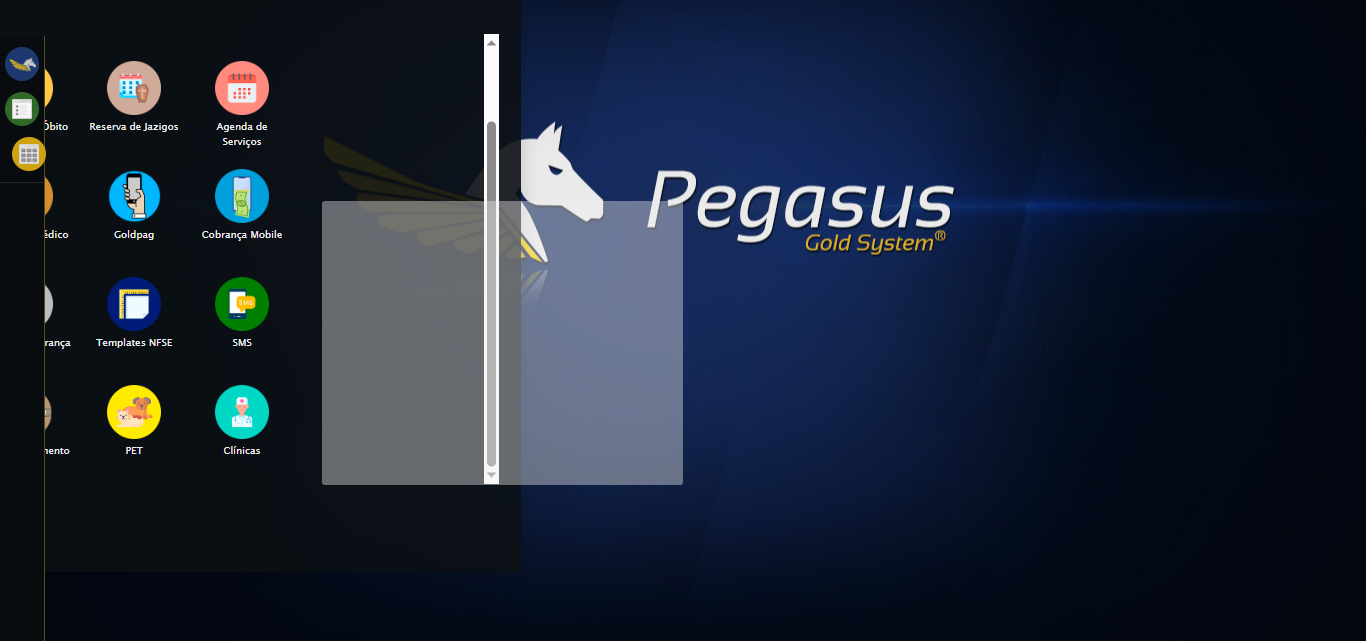 Óbito
Reserva de Jazigos
Agenda de
Serviços
édico
Goldpag
Cobrança Mobile
rança
Templates NFSE
SMS
SMS
mento
PET
Clínicas
Pegasus
Gold System®